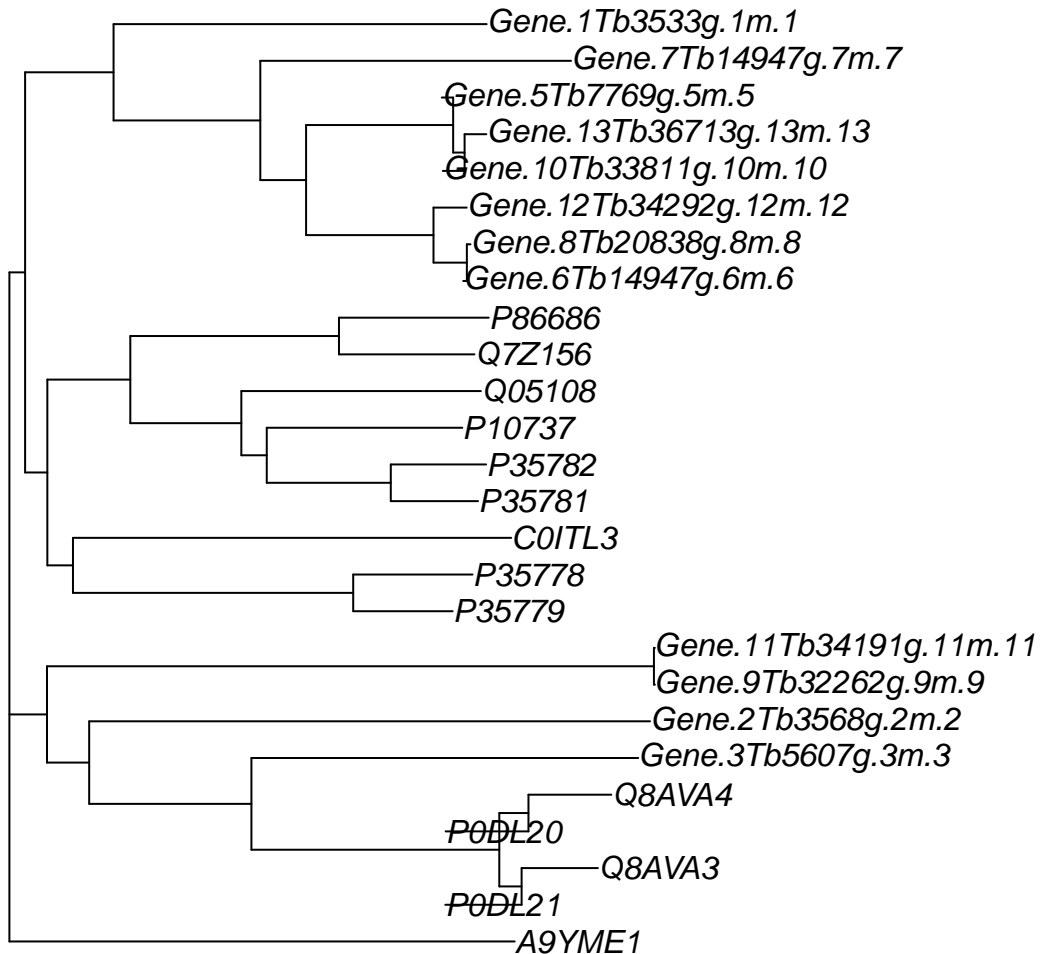 Gene.1Tb3533g.1m.1
Gene.7Tb14947g.7m.7
Gene.5Tb7769g.5m.5
Gene.13Tb36713g.13m.13
Gene.10Tb33811g.10m.10
Gene.12Tb34292g.12m.12
Gene.8Tb20838g.8m.8
Gene.6Tb14947g.6m.6
P86686
Q7Z156
Q05108
P10737
P35782
P35781
C0ITL3
P35778
P35779
Gene.11Tb34191g.11m.11
Gene.9Tb32262g.9m.9
Gene.2Tb3568g.2m.2
Gene.3Tb5607g.3m.3
Q8AVA4
P0DL20
Q8AVA3
P0DL21
A9YME1